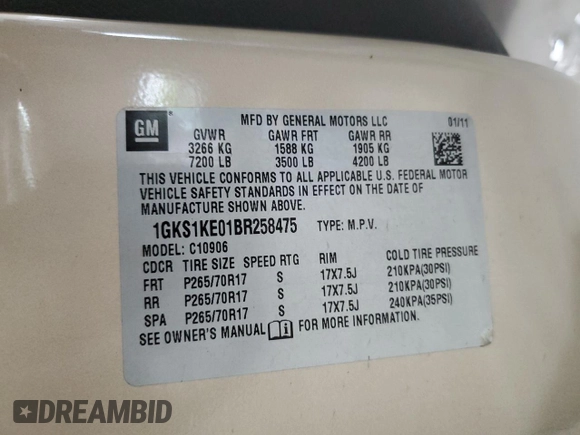 GM
MFD BY GENERAL MOTORS LLC 01/11
GVWR GAWR FRT GAWR RR
3266 KG 1588 KG 1905 KG
7200 LB 3500 LB 4200 LB
THIS VEHICLE CONFORMS TO ALL APPLICABLE U.S. FEDERAL MOTOR
VEHICLE SAFETY STANDARDS IN EFFECT ON THE DATE OF
MANUFACTURE SHOWN ABOVE.
1GKS1KE01BR258475 TYPE: M.P.V.
MODEL: C10906
CDCR TIRE SIZE SPEED RTG RIM COLD TIRE PRESSURE
FRT P265/70R17 S 17X7.5J 210KPA(30PSI)
RR P265/70R17 S 17X7.5J 210KPA(30PSI)
SPA P265/70R17 S 17X7.5J 240KPA(35PSI)
SEE OWNER'S MANUAL FOR MORE INFORMATION.
DREAMBID